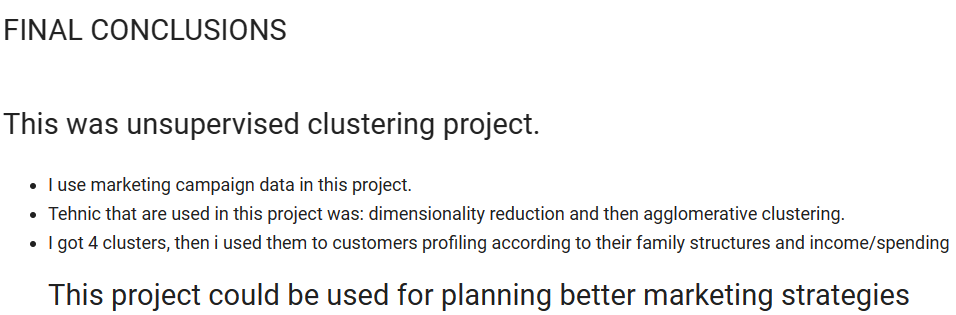 FINAL CONCLUSIONS
This was unsupervised clustering project.
I use marketing campaign data in this project.
Tehnic that are used in this project was: dimensionality reduction and then agglomerative clustering.
I got 4 clusters, then i used them to customers profiling according to their family structures and income/spending
This project could be used for planning better marketing strategies